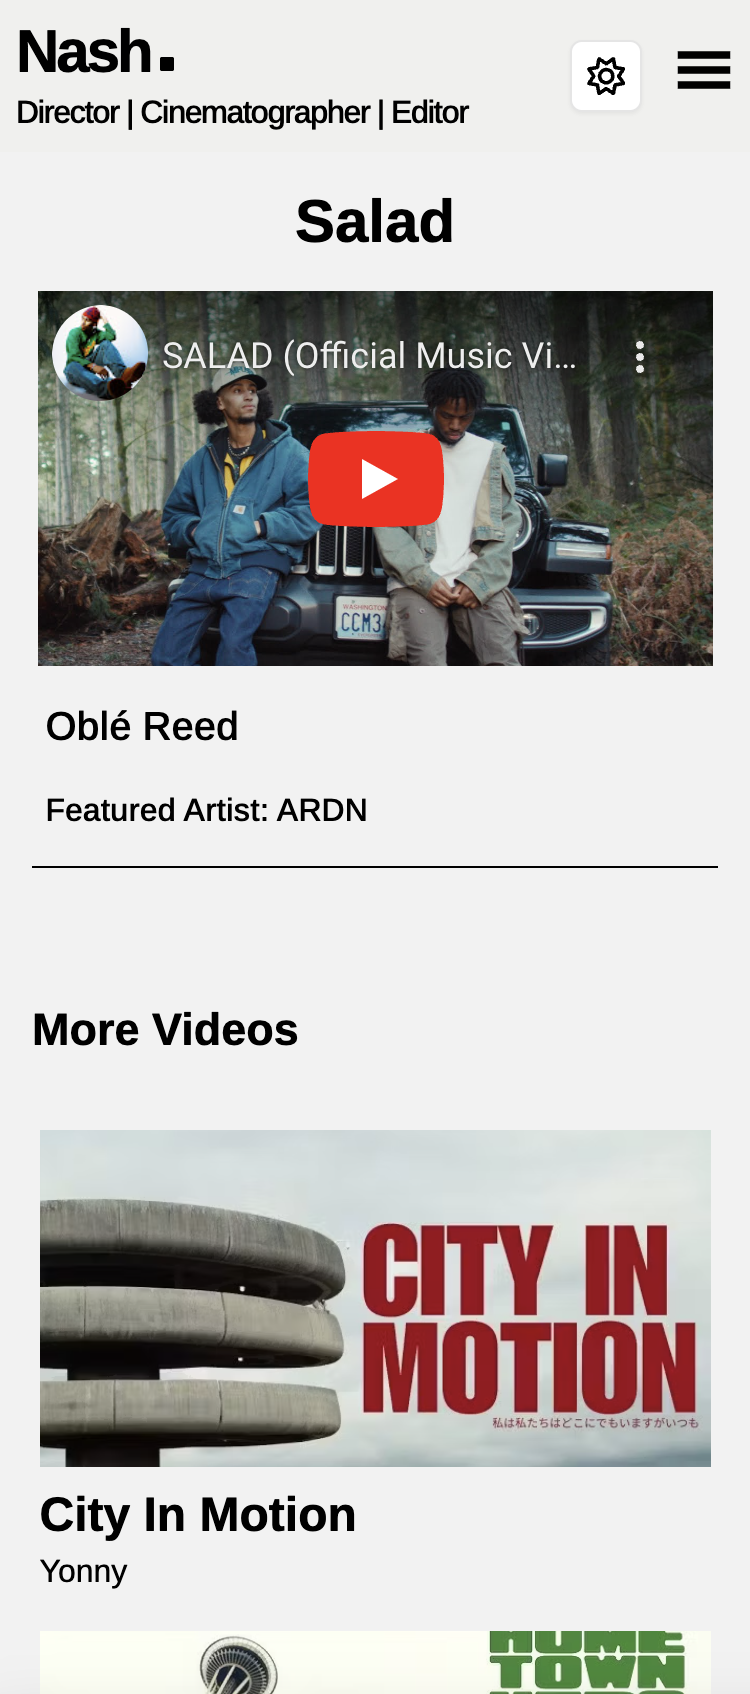 Nash.
Director | Cinematographer | Editor
Salad
SALAD (Official Music Vi...
WASHINGTON
CCM3
Oblé Reed
Featured Artist: ARDN
More Videos
CITY IN
MOTION
私は私たちはどこにでもいますがいつも
City In Motion
Yonny
HOME
TOWN